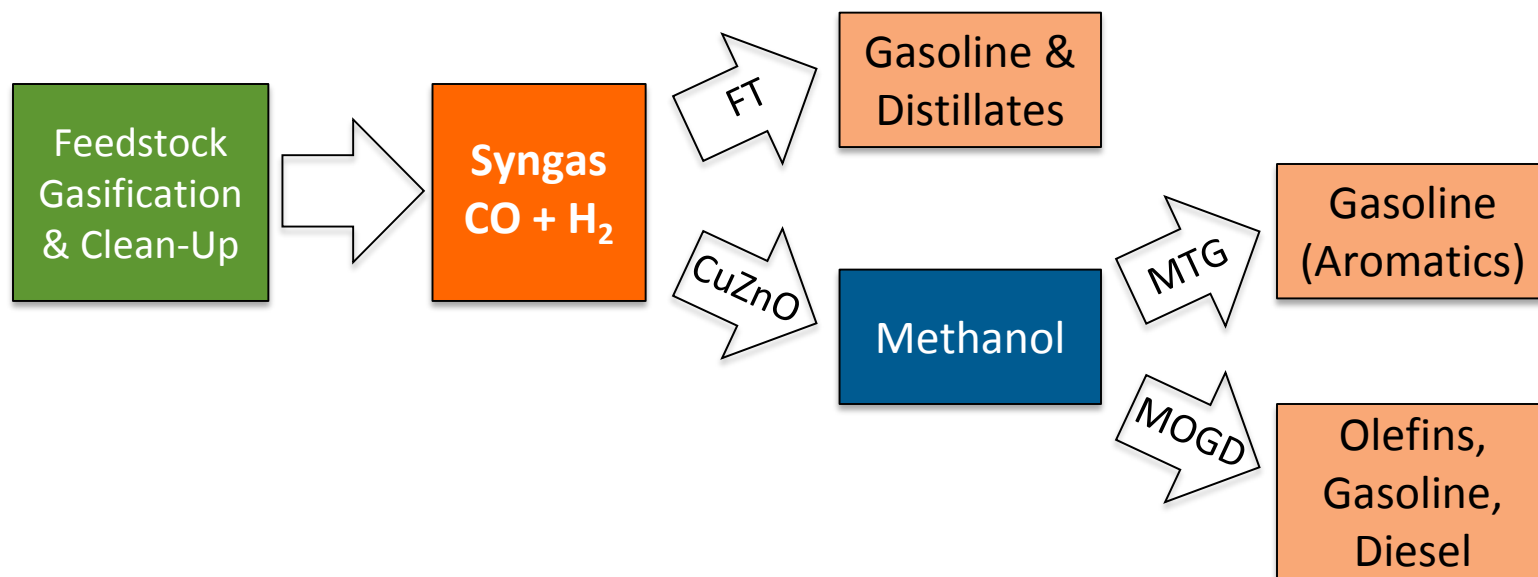 Feedstock
Gasification
& Clean-Up
Syngas
CO + H₂
FT
Gasoline &
Distillates
CuZnO
Methanol
MTG
Gasoline
(Aromatics)
MOGD
Olefins,
Gasoline,
Diesel